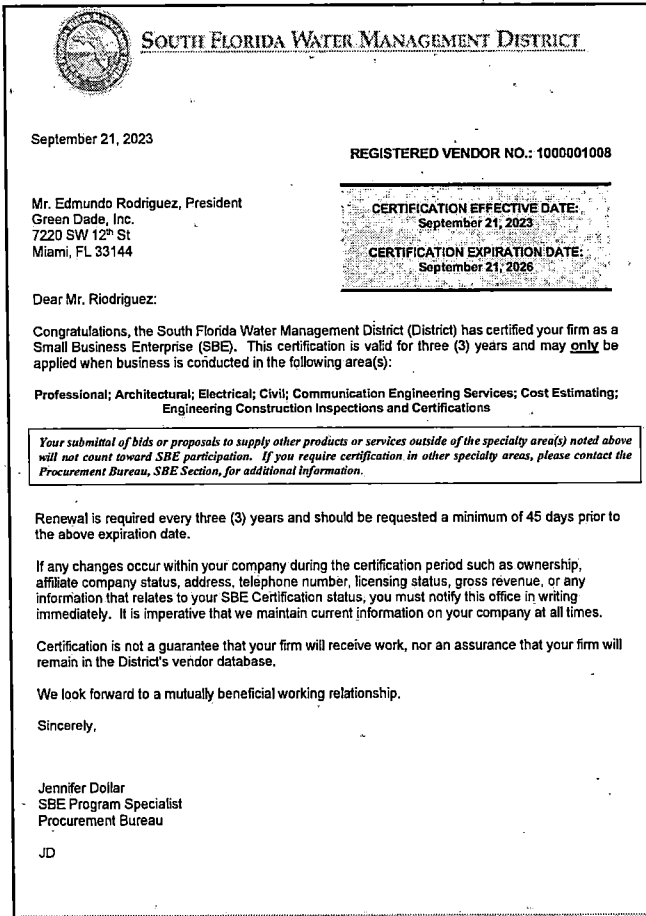 SOUTH FLORIDA WATER MANAGEMENT DISTRICT
September 21, 2023
REGISTERED VENDOR NO.: 1000001008
Mr. Edmundo Rodriguez, President
Green Dade, Inc.
7220 SW 12th St
Miami, FL 33144
CERTIFICATION EFFECTIVE DATE:
September 21, 2023
CERTIFICATION EXPIRATION DATE:
September 21, 2026
Dear Mr. Riodriguez:
Congratulations, the South Florida Water Management District (District) has certified your firm as a
Small Business Enterprise (SBE). This certification is valid for three (3) years and may only be
applied when business is conducted in the following area(s):
Professional; Architectural; Electrical; Civil; Communication Engineering Services; Cost Estimating;
Engineering Construction Inspections and Certifications
Your submittal of bids or proposals to supply other products or services outside of the specialty area(s) noted above
will not count toward SBE participation. If you require certification in other specialty areas, please contact the
Procurement Bureau, SBE Section, for additional information.
Renewal is required every three (3) years and should be requested a minimum of 45 days prior to
the above expiration date.
If any changes occur within your company during the certification period such as ownership,
affiliate company status, address, telephone number, licensing status, gross revenue, or any
information that relates to your SBE Certification status, you must notify this office in writing
immediately. It is imperative that we maintain current information on your company at all times.
Certification is not a guarantee that your firm will receive work, nor an assurance that your firm will
remain in the District's vendor database.
We look forward to a mutually beneficial working relationship.
Sincerely,
Jennifer Dollar
SBE Program Specialist
Procurement Bureau
JD